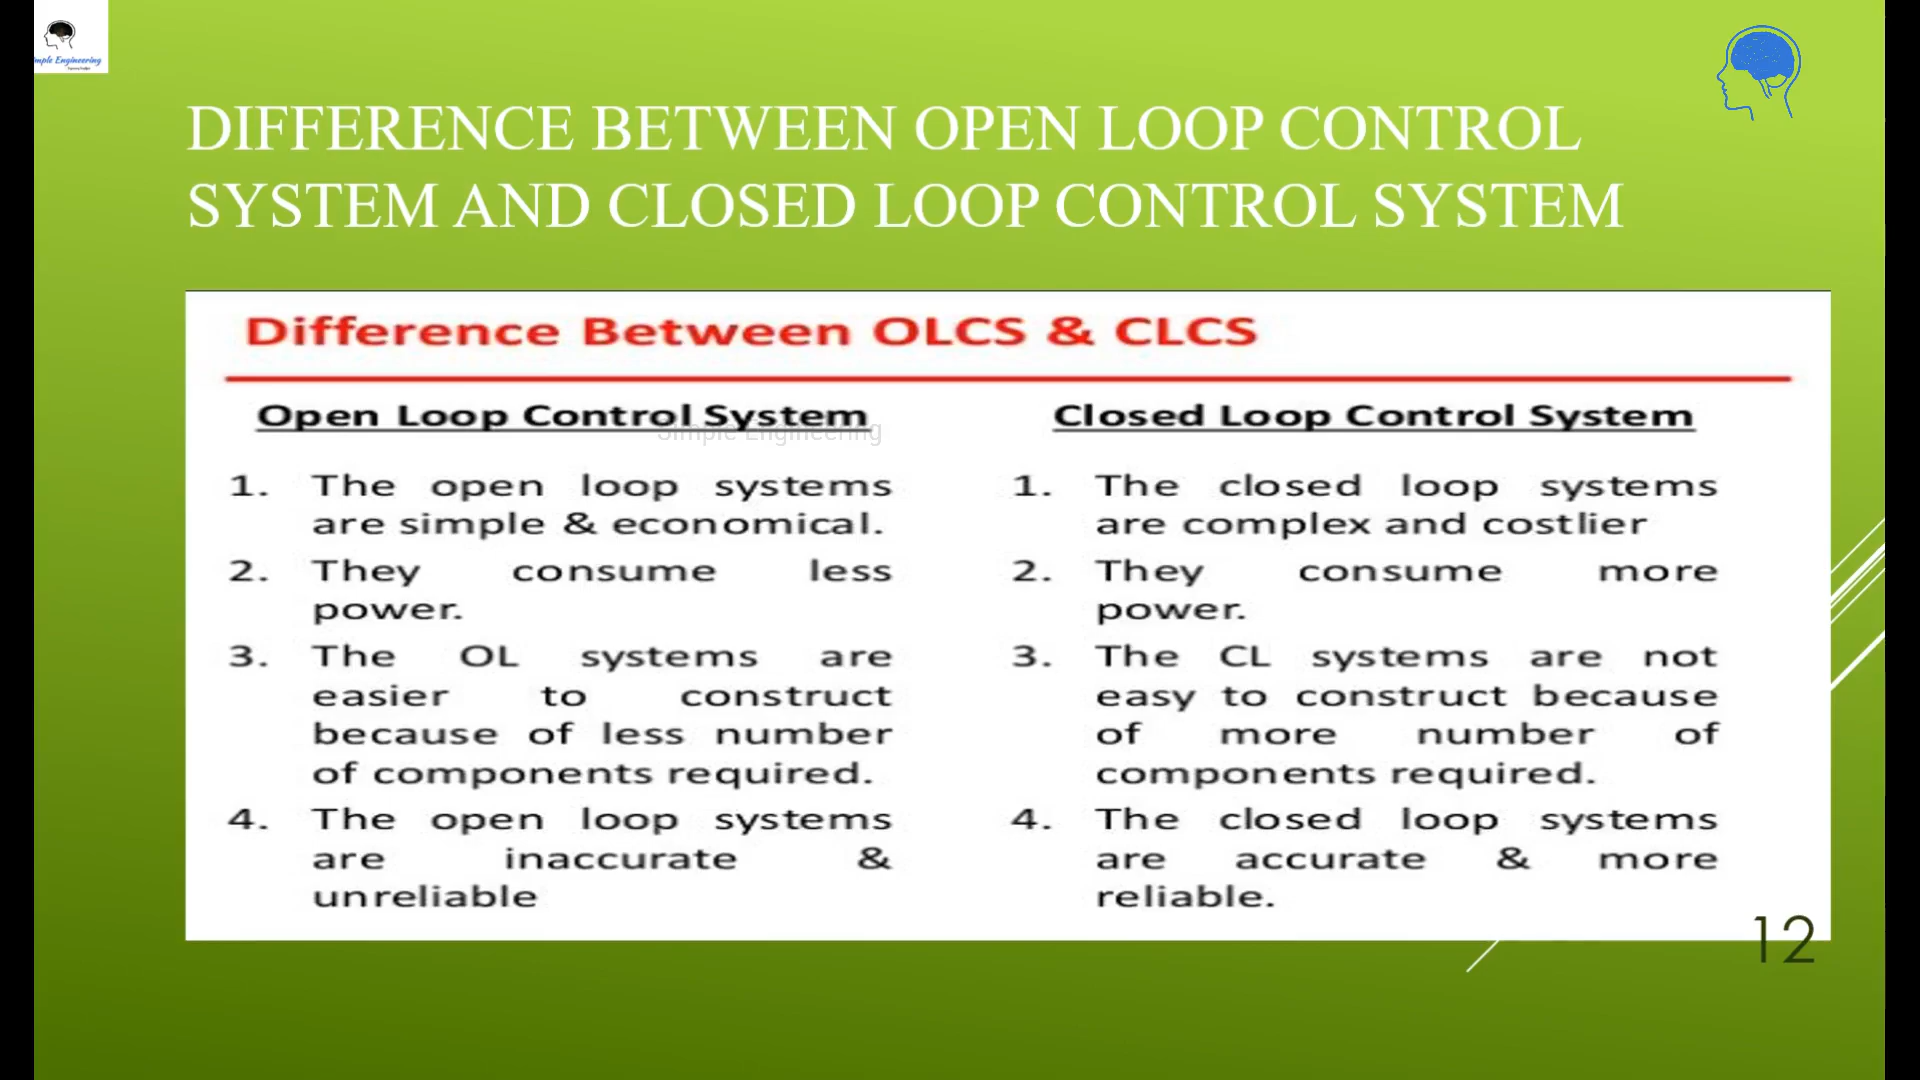 mple Engineering
DIFFERENCE BETWEEN OPEN LOOP CONTROL
SYSTEM AND CLOSED LOOP CONTROL SYSTEM
Difference Between OLCS & CLCS
Open Loop Control System
Simple Engineering
1. The open loop systems
are simple & economical.
2. They consume less
power.
3. The OL systems are
easier to construct
because of less number
of components required.
4. The open loop systems
are inaccurate &
unreliable
Closed Loop Control System
1. The closed loop systems
are complex and costlier
2. They consume more
power.
3. The CL systems are not
easy to construct because
of more number of
components required.
4. The closed loop systems
are accurate & more
reliable.
12